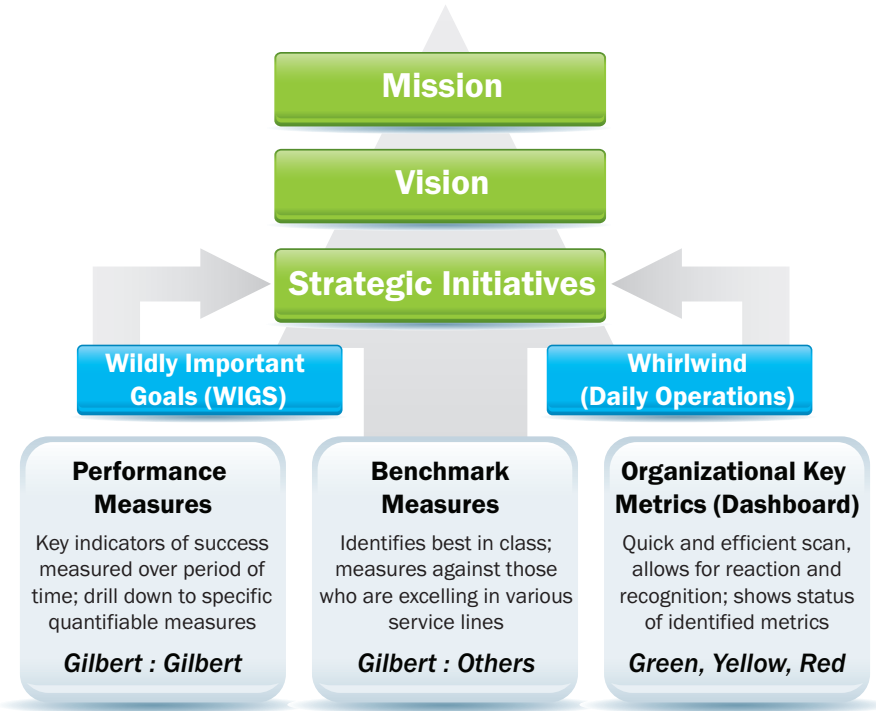 Mission
Vision
Strategic Initiatives
Wildly Important
Goals (WIGS)
Whirlwind
(Daily Operations)
Performance
Measures
Key indicators of success
measured over period of
time; drill down to specific
quantifiable measures
Gilbert : Gilbert
Benchmark
Measures
Identifies best in class;
measures against those
who are excelling in various
service lines
Gilbert : Others
Organizational Key
Metrics (Dashboard)
Quick and efficient scan,
allows for reaction and
recognition; shows status
of identified metrics
Green, Yellow, Red